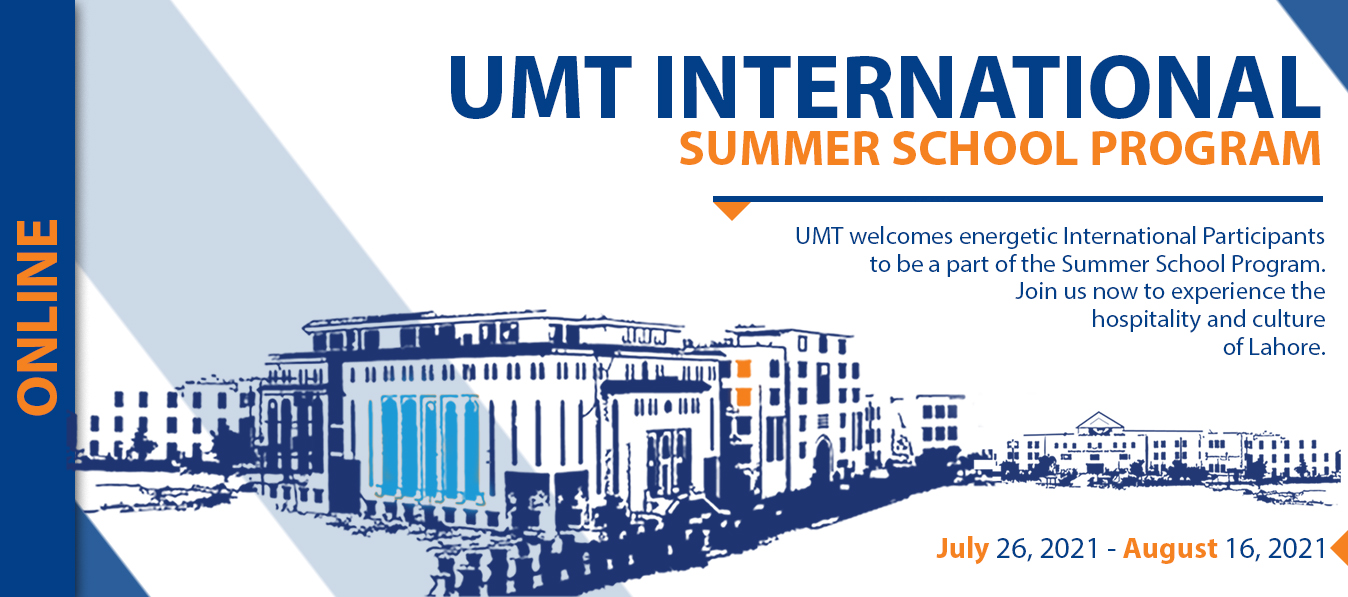 ONLINE
UMT INTERNATIONAL
SUMMER SCHOOL PROGRAM
UMT welcomes energetic International Participants
to be a part of the Summer School Program.
Join us now to experience the
hospitality and culture
of Lahore.
July 26, 2021 - August 16, 2021